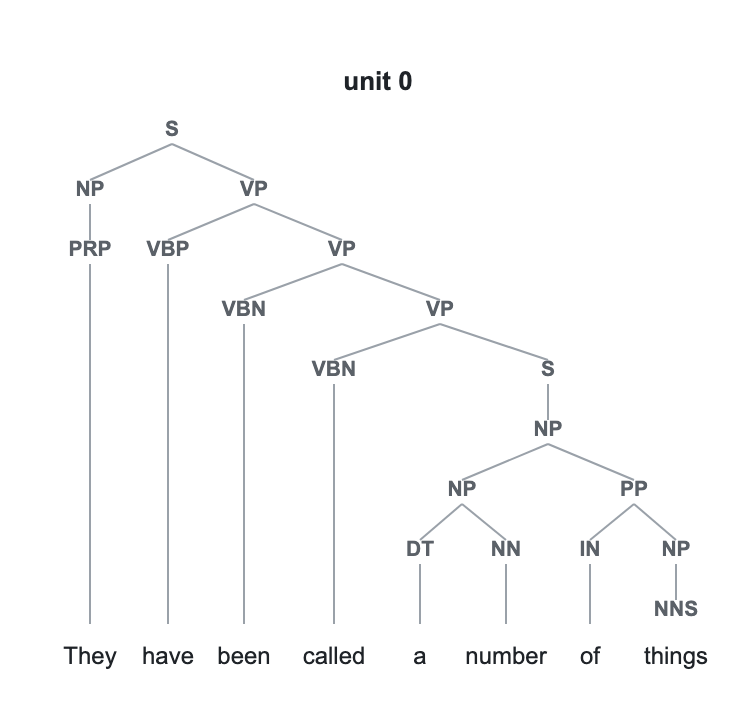 unit 0
S
NP VP
PRP VBP VP
VBN VP
VBN S
NP
NP PP
DT NN IN NP
NNS
They have been called a number of things